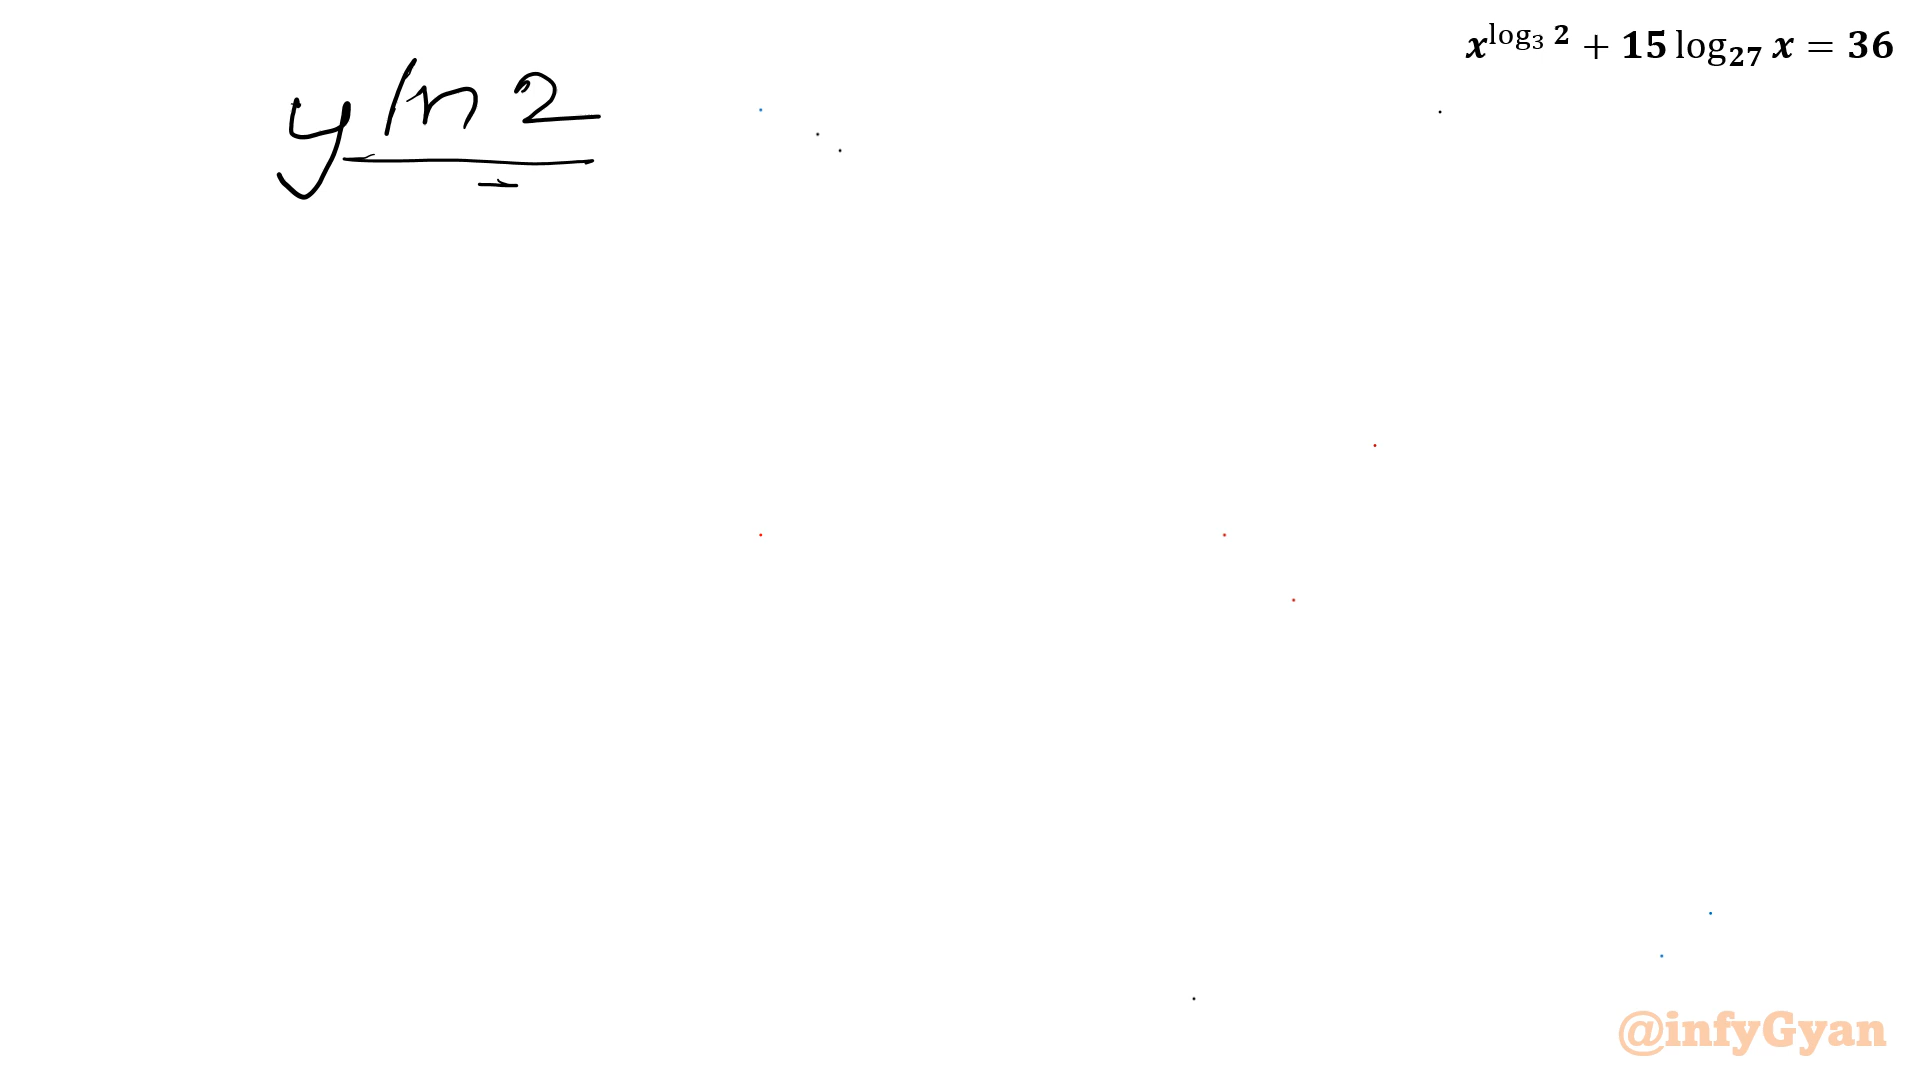 x^{log₃ 2} + 15 log₂₇ x = 36
y ln 2
@infyGyan